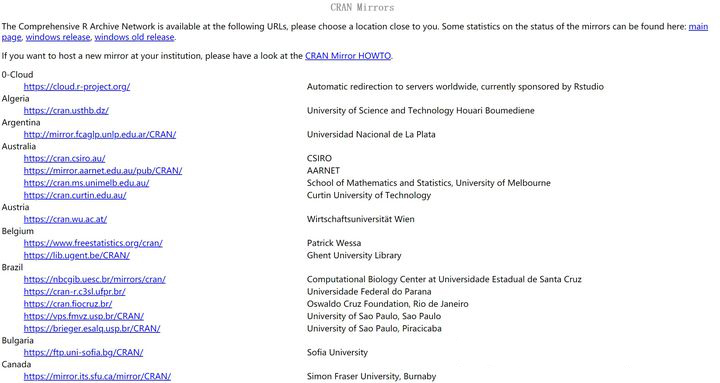 CRAN Mirrors
The Comprehensive R Archive Network is available at the following URLs, please choose a location close to you. Some statistics on the status of the mirrors can be found here: main
page, windows release, windows old release.
If you want to host a new mirror at your institution, please have a look at the CRAN Mirror HOWTO.
0-Cloud
https://cloud.r-project.org/ Automatic redirection to servers worldwide, currently sponsored by Rstudio
Algeria
https://cran.usthb.dz/ University of Science and Technology Houari Boumediene
Argentina
http://mirror.fcaglp.unlp.edu.ar/CRAN/ Universidad Nacional de La Plata
Australia
https://cran.csiro.au/ CSIRO
https://mirror.aarnet.edu.au/pub/CRAN/ AARNET
https://cran.ms.unimelb.edu.au/ School of Mathematics and Statistics, University of Melbourne
https://cran.curtin.edu.au/ Curtin University of Technology
Austria
https://cran.wu.ac.at/ Wirtschaftsuniversität Wien
Belgium
https://www.freestatistics.org/cran/ Patrick Wessa
https://lib.ugent.be/CRAN/ Ghent University Library
Brazil
https://nbcgib.uesc.br/mirrors/cran/ Computational Biology Center at Universidade Estadual de Santa Cruz
https://cran-r.c3sl.ufpr.br/ Universidade Federal do Parana
https://cran.fiocruz.br/ Oswaldo Cruz Foundation, Rio de Janeiro
https://vps.fmvz.usp.br/CRAN/ University of Sao Paulo, Sao Paulo
https://brieger.esalq.usp.br/CRAN/ University of Sao Paulo, Piracicaba
Bulgaria
https://ftp.uni-sofia.bg/CRAN/ Sofia University
Canada
https://mirror.its.sfu.ca/mirror/CRAN/ Simon Fraser University, Burnaby